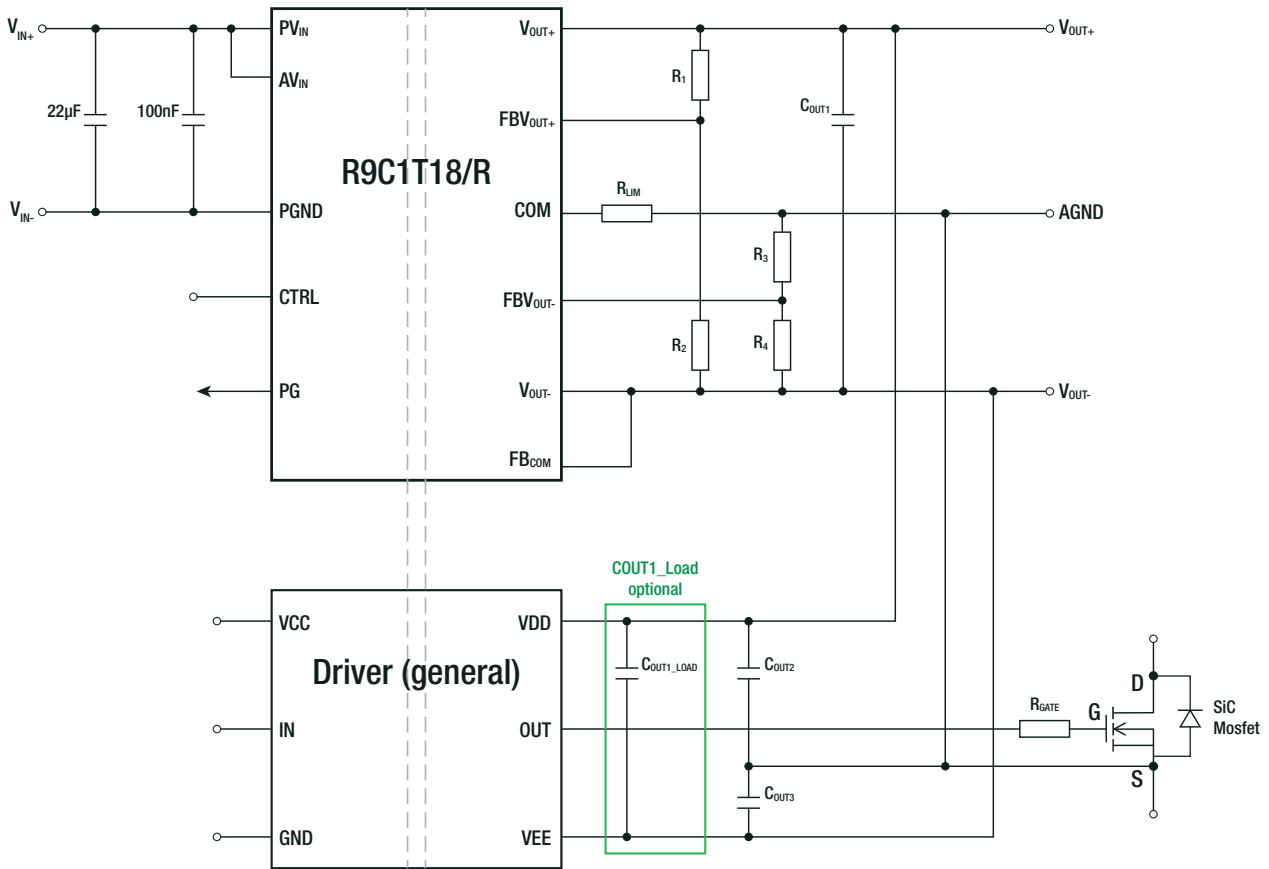 VIN+
PVIN
VOUT+
VOUT+
AVIN
R1
22µF
100nF
COUT1
FBVOUT+
R9C1T18/R
RLIM
VIN-
PGND
COM
AGND
R3
CTRL
FBVOUT-
R2
R4
PG
VOUT-
VOUT-
FBCOM
COUT1_Load
optional
VCC
VDD
Driver (general)
COUT1_LOAD
COUT2
D
RGATE
G
SiC
Mosfet
IN
OUT
S
COUT3
GND
VEE